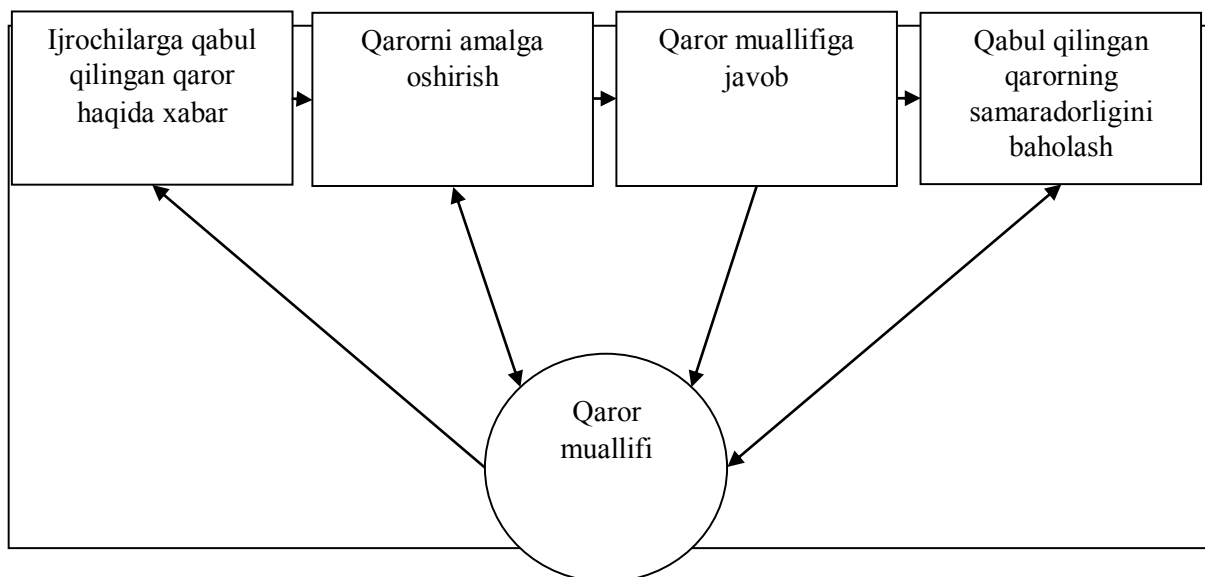 Ijrochilarga qabul
qilingan qaror
haqida xabar
Qarorni amalga
oshirish
Qaror muallifiga
javob
Qabul qilingan
qarorning
samaradorligini
baholash
Qaror
muallifi